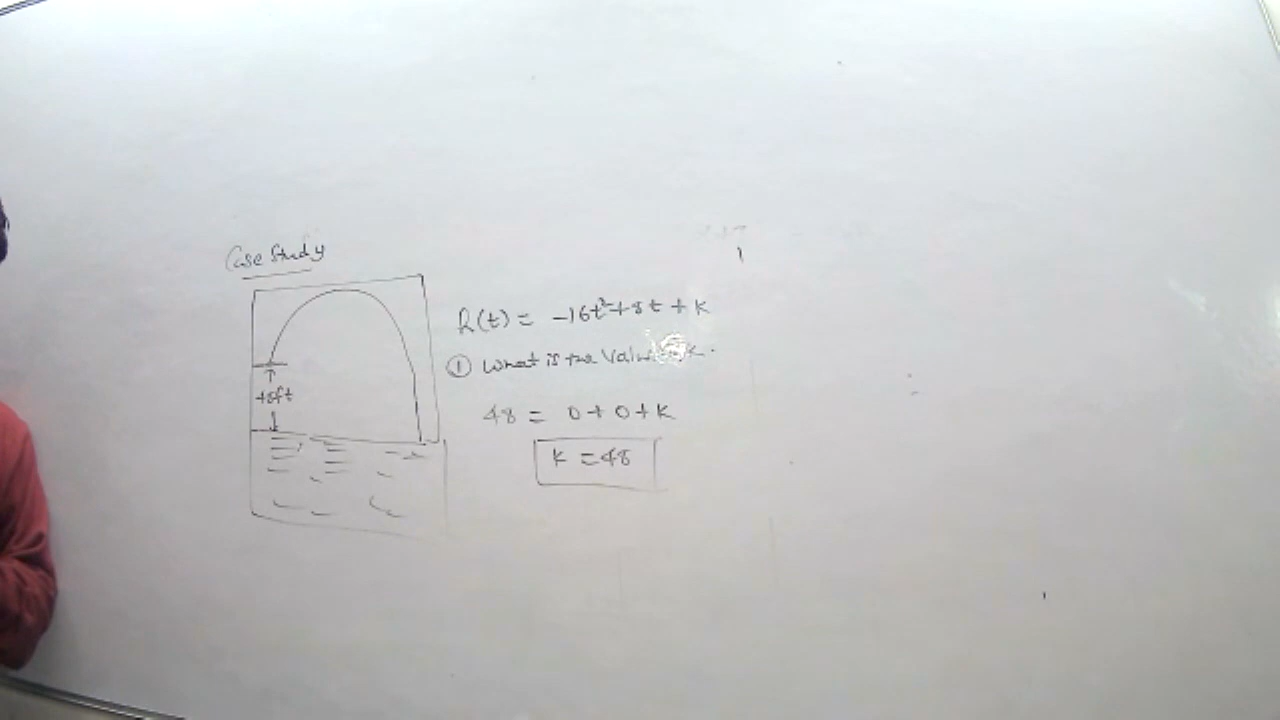 Case Study
h(t) = -16t²+8t + k
① What is the Value k.
48ft
48 = 0 + 0 + k
k = 48